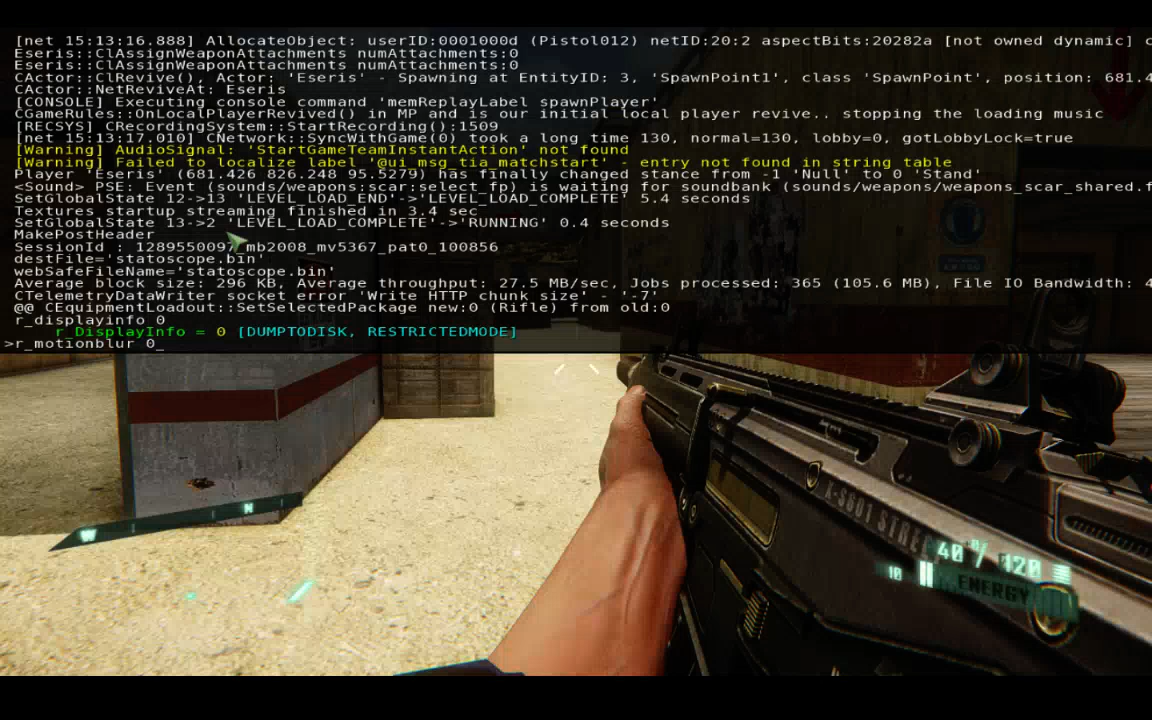 [net 15:13:16.888] AllocateObject: userID:0001000d (Pistol012) netID:20:2 aspectBits:20282a [not owned dynamic] c
Eseris::ClAssignWeaponAttachments numAttachments:0
Eseris::ClAssignWeaponAttachments numAttachments:0
CActor::ClRevive(), Actor: 'Eseris' - Spawning at EntityID: 3, 'SpawnPoint1', class 'SpawnPoint', position: 681.4
CActor::NetReviveAt: Eseris
[CONSOLE] Executing console command 'memReplayLabel spawnPlayer'
CGameRules::OnLocalPlayerRevived() in MP and is our initial local player revive.. stopping the loading music
[RECSYS] CRecordingSystem::StartRecording():1509
[net 15:13:17.010] CNetwork::SyncWithGame(0) took a long time 130, normal=130, lobby=0, gotLobbyLock=true
[Warning] AudioSignal: 'StartGameTeamInstantAction' not found
[Warning] Failed to localize label '@ui_msg_tia_matchstart' - entry not found in string table
Player 'Eseris' (681.426 826.248 95.5279) has finally changed stance from -1 'Null' to 0 'Stand'
<Sound> PSE: Event (sounds/weapons:scar:select_fp) is waiting for soundbank (sounds/weapons/weapons_scar_shared.f
SetGlobalState 12->13 'LEVEL_LOAD_END'->'LEVEL_LOAD_COMPLETE' 5.4 seconds
Textures startup streaming finished in 3.4 sec
SetGlobalState 13->2 'LEVEL_LOAD_COMPLETE'->'RUNNING' 0.4 seconds
MakePostHeader
SessionId : 1289550097_mb2008_mv5367_pat0_100856
destFile='statoscope.bin'
webSafeFileName='statoscope.bin'
Average block size: 296 KB, Average throughput: 27.5 MB/sec, Jobs processed: 365 (105.6 MB), File IO Bandwidth: 4
CTelemetryDataWriter socket error 'Write HTTP chunk size' - '-7'
@@ CEquipmentLoadout::SetSelectedPackage new:0 (Rifle) from old:0
r_displayinfo 0
r_DisplayInfo = 0 [DUMPTODISK, RESTRICTEDMODE]
>r_motionblur 0_
W N
40 / 120
10
ENERGY